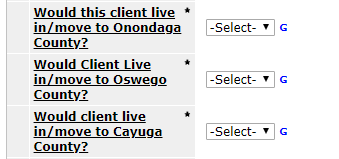 Would this client live *
in/move to Onondaga -Select- G
County?
Would Client Live *
in/move to Oswego -Select- G
County?
Would client live *
in/move to Cayuga -Select- G
County?